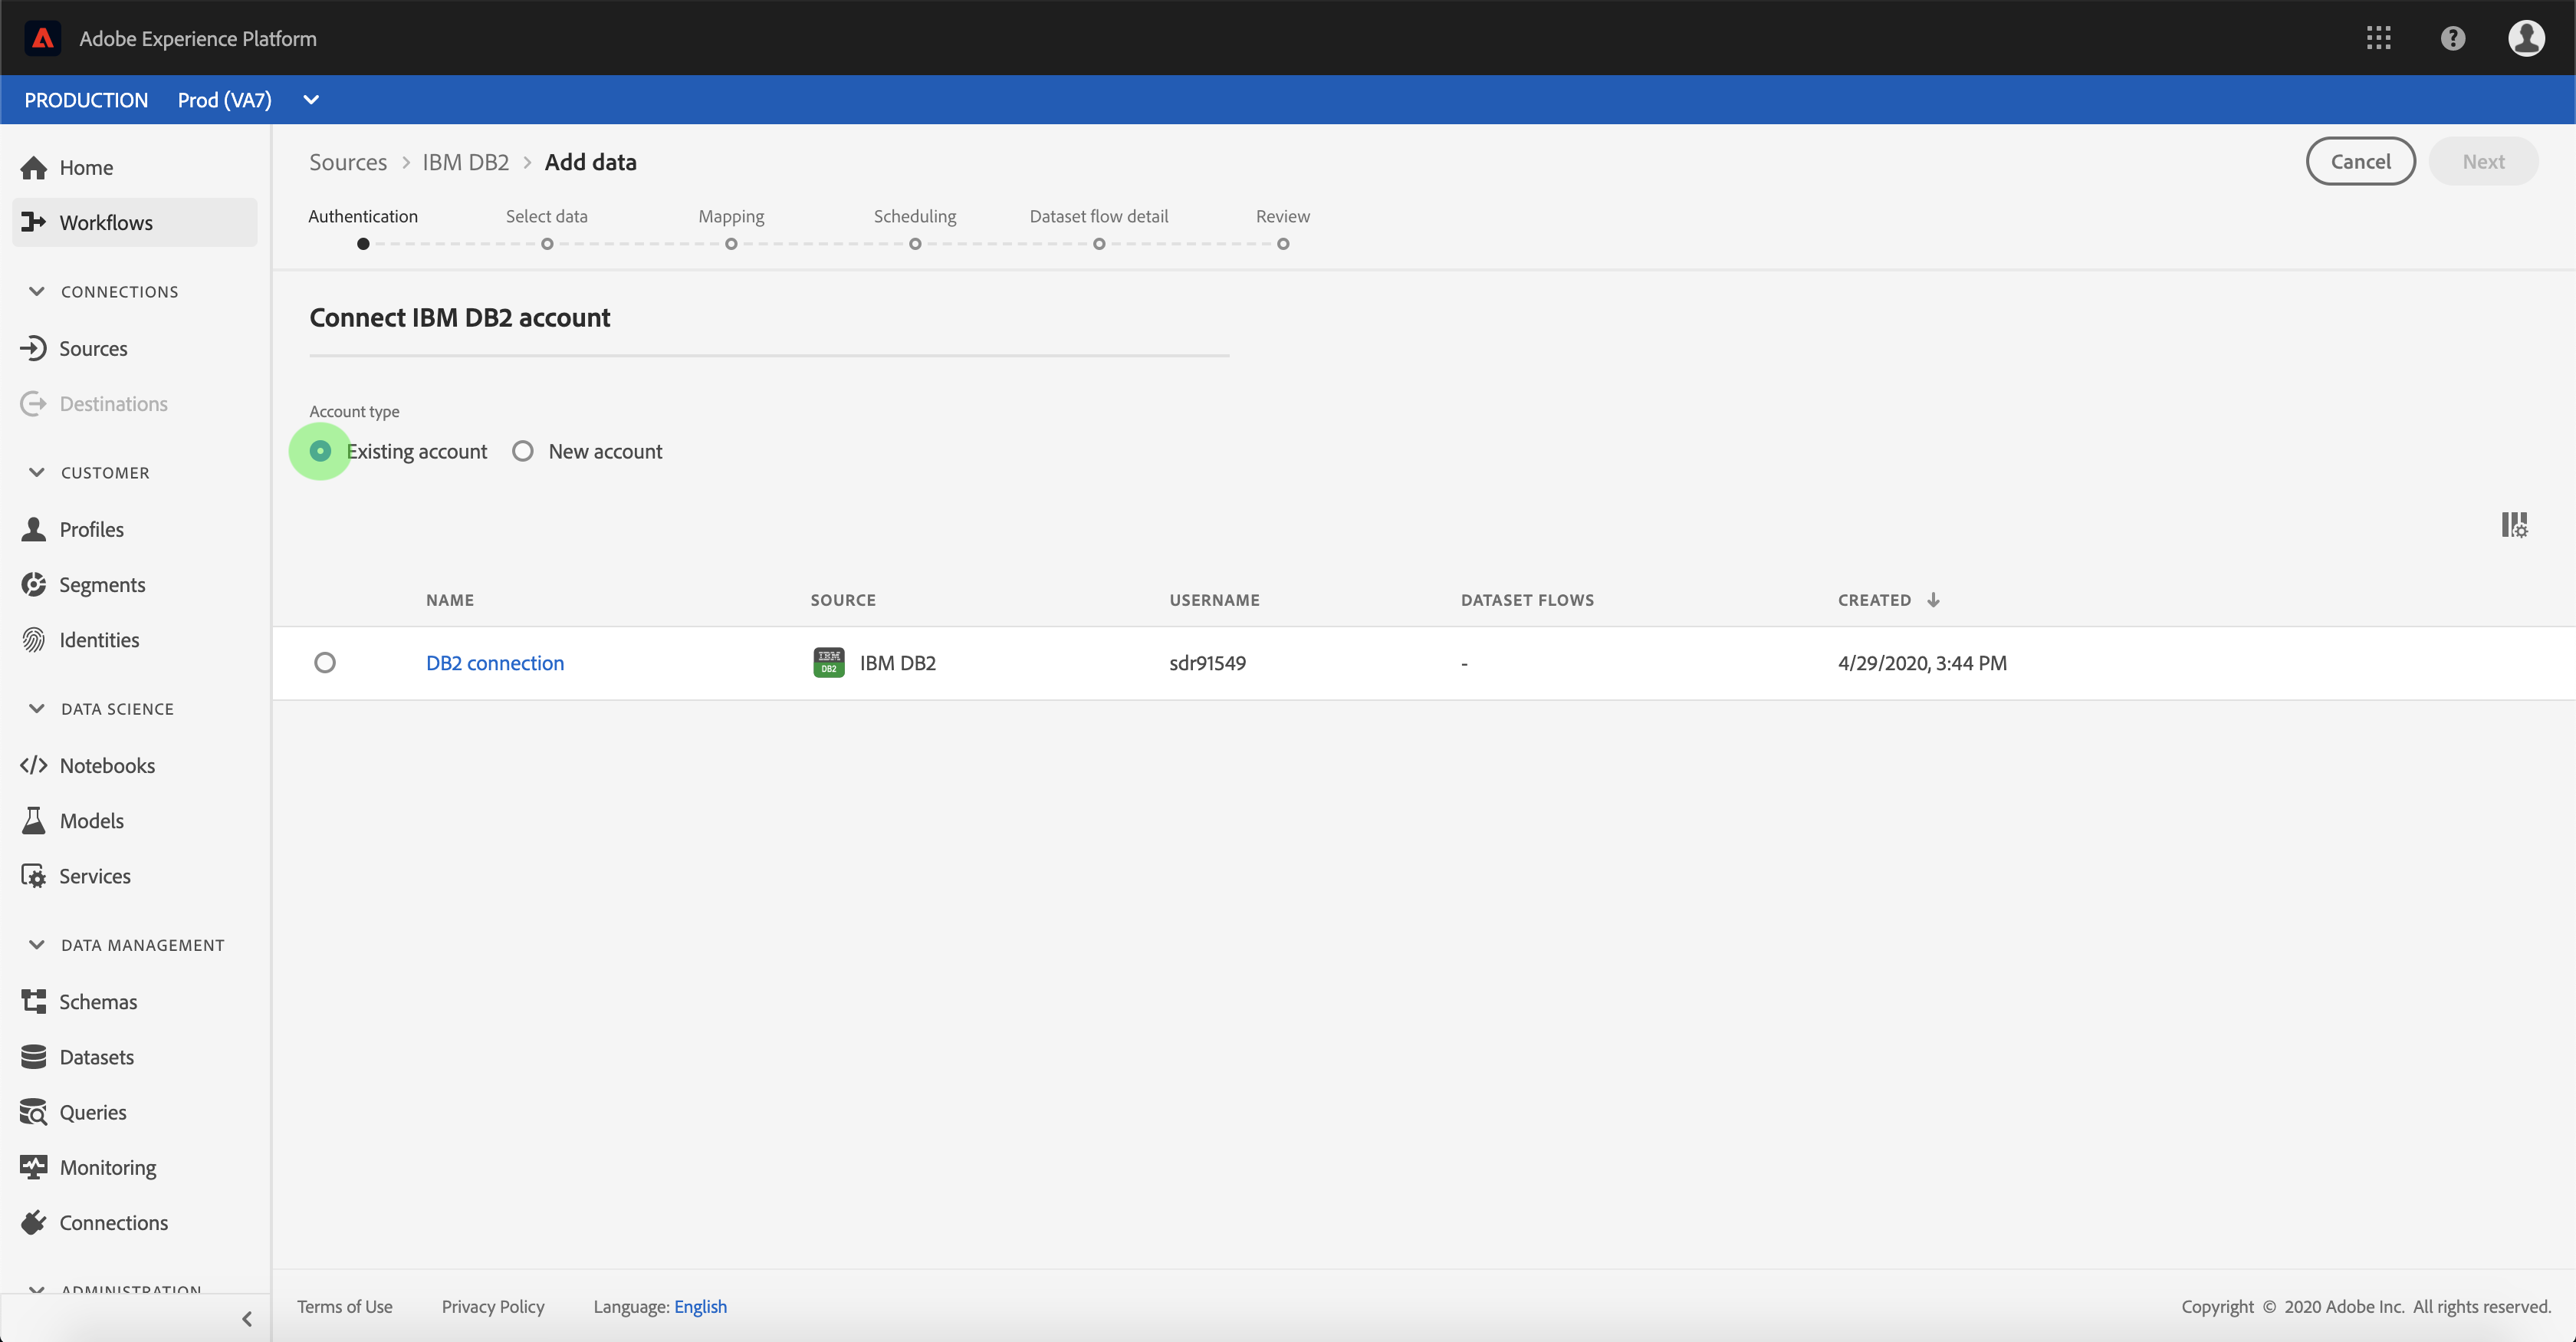 Adobe Experience Platform
PRODUCTION Prod (VA7)
Home
Workflows
CONNECTIONS
Sources
Destinations
CUSTOMER
Profiles
Segments
Identities
DATA SCIENCE
Notebooks
Models
Services
DATA MANAGEMENT
Schemas
Datasets
Queries
Monitoring
Connections
ADMINISTRATION
Sources > IBM DB2 > Add data
Cancel Next
Authentication Select data Mapping Scheduling Dataset flow detail Review
Connect IBM DB2 account
Account type
Existing account New account
NAME SOURCE USERNAME DATASET FLOWS CREATED
DB2 connection IBM DB2 IBM DB2 sdr91549 - 4/29/2020, 3:44 PM
Terms of Use Privacy Policy Language: English Copyright © 2020 Adobe Inc. All rights reserved.